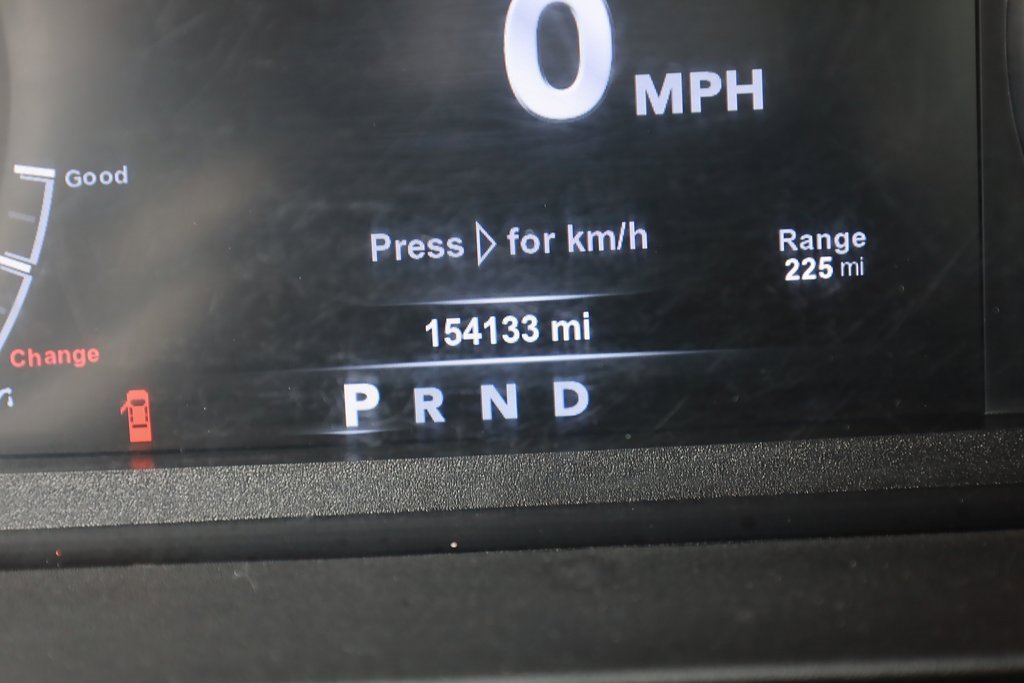 0 MPH
Good
Press ▷ for km/h
Range
225 mi
154133 mi
Change
P R N D